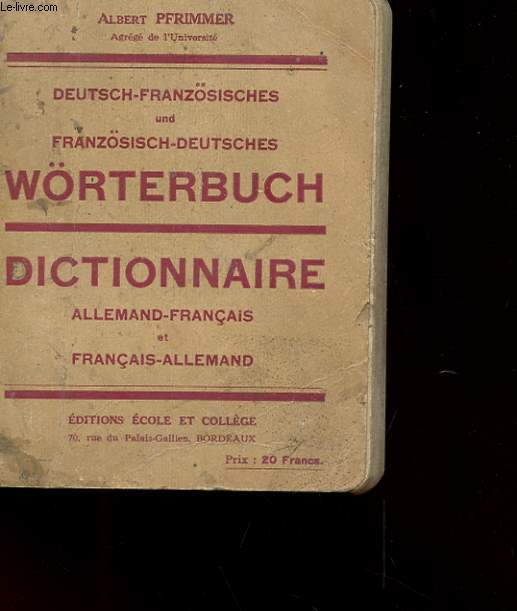 Le-livre.com
ALBERT PFRIMMER
Agrégé de l'Université
DEUTSCH-FRANZÖSISCHES
und
FRANZÖSISCH-DEUTSCHES
WÖRTERBUCH
DICTIONNAIRE
ALLEMAND-FRANÇAIS
et
FRANÇAIS-ALLEMAND
ÉDITIONS ÉCOLE ET COLLÈGE
70, rue du Palais-Gallien, BORDEAUX
Prix : 20 Francs.